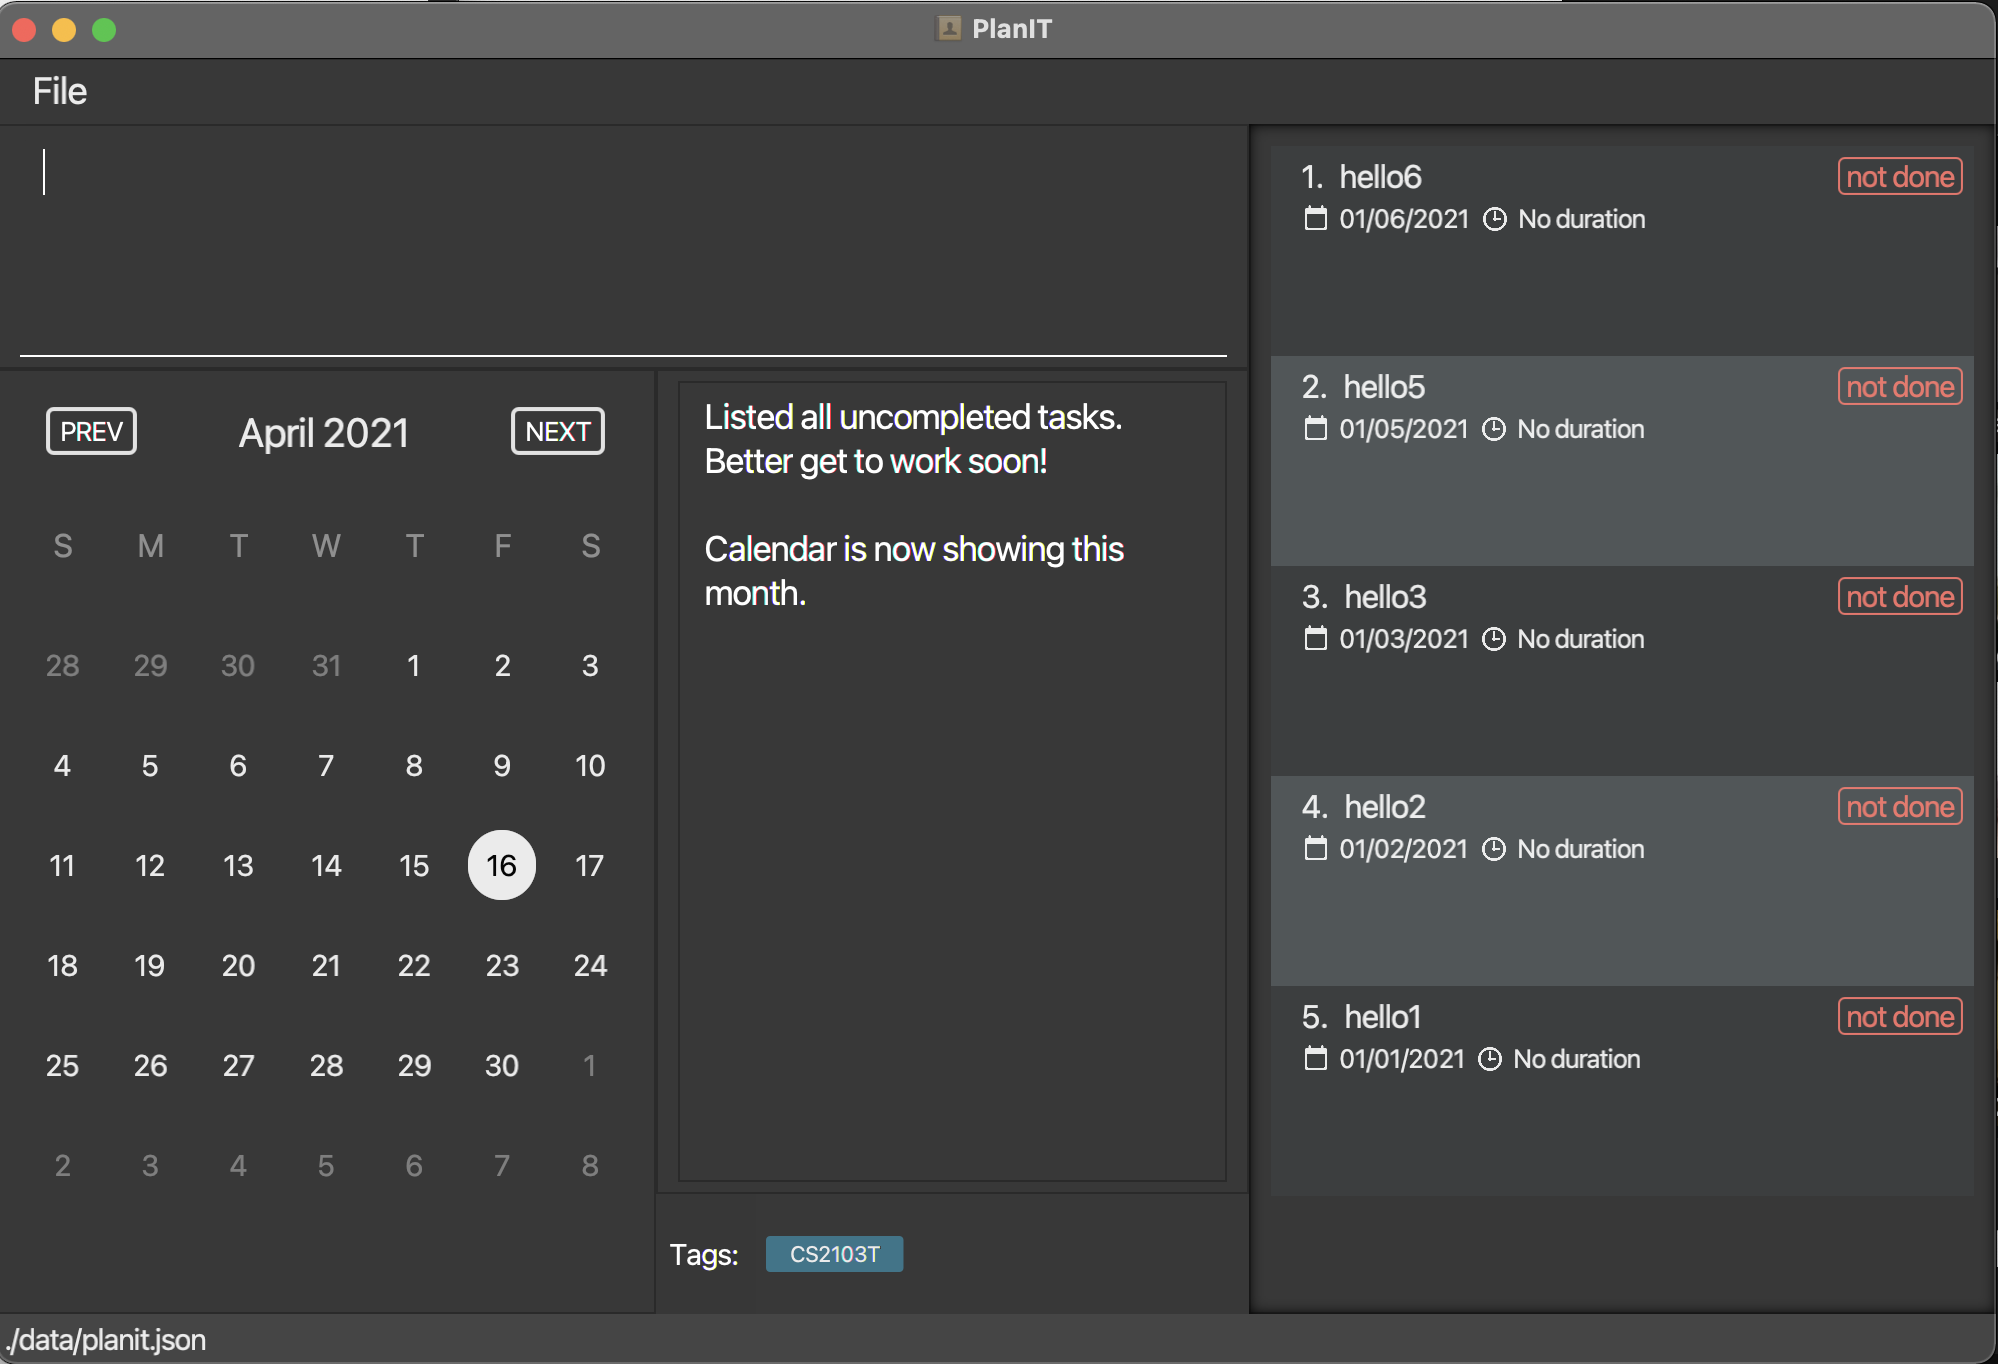 PlanIT
File
PREV April 2021 NEXT
S M T W T F S
28 29 30 31 1 2 3
4 5 6 7 8 9 10
11 12 13 14 15 16 17
18 19 20 21 22 23 24
25 26 27 28 29 30 1
2 3 4 5 6 7 8
Listed all uncompleted tasks.
Better get to work soon!
Calendar is now showing this
month.
Tags: CS2103T
1. hello6 not done
01/06/2021 No duration
2. hello5 not done
01/05/2021 No duration
3. hello3 not done
01/03/2021 No duration
4. hello2 not done
01/02/2021 No duration
5. hello1 not done
01/01/2021 No duration
./data/planit.json